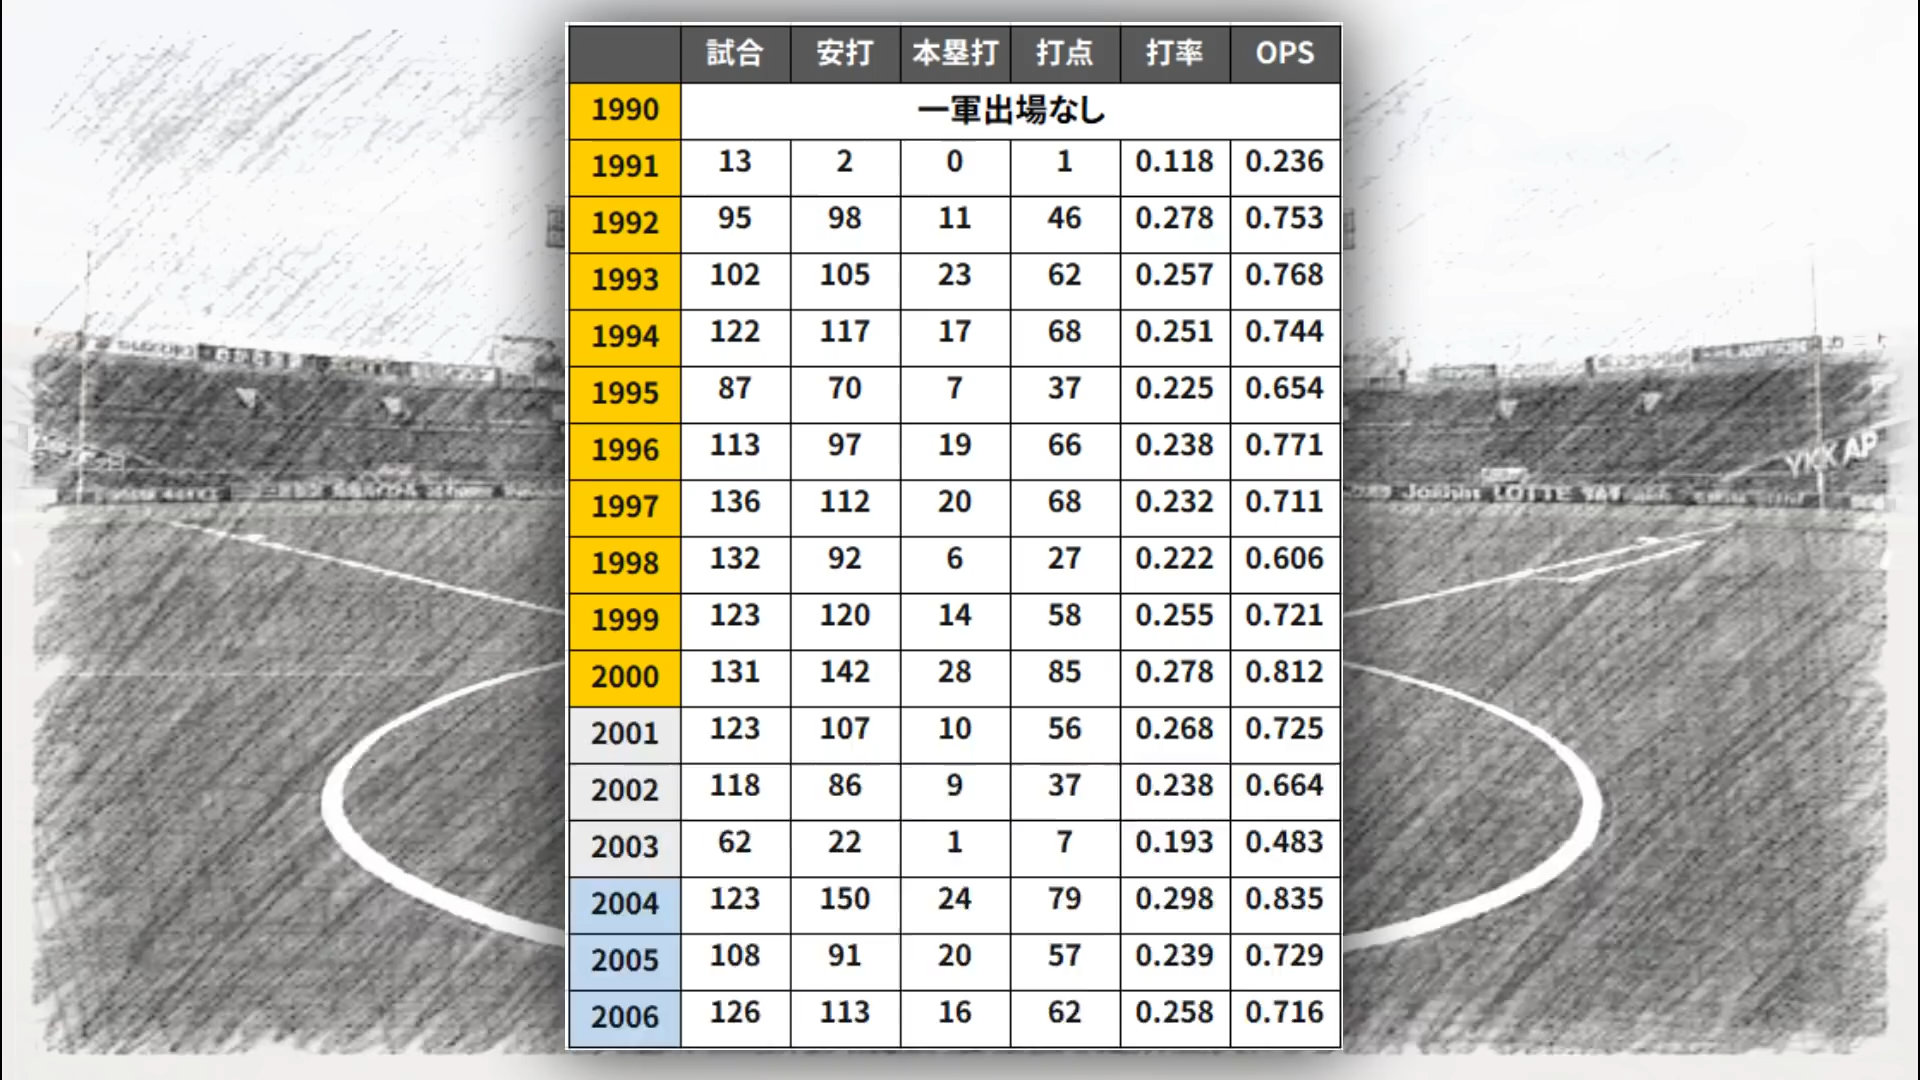 試合 安打 本塁打 打点 打率 OPS
1990 一軍出場なし
1991 13 2 0 1 0.118 0.236
1992 95 98 11 46 0.278 0.753
1993 102 105 23 62 0.257 0.768
1994 122 117 17 68 0.251 0.744
1995 87 70 7 37 0.225 0.654
1996 113 97 19 66 0.238 0.771
1997 136 112 20 68 0.232 0.711
1998 132 92 6 27 0.222 0.606
1999 123 120 14 58 0.255 0.721
2000 131 142 28 85 0.278 0.812
2001 123 107 10 56 0.268 0.725
2002 118 86 9 37 0.238 0.664
2003 62 22 1 7 0.193 0.483
2004 123 150 24 79 0.298 0.835
2005 108 91 20 57 0.239 0.729
2006 126 113 16 62 0.258 0.716
YKK AP
LOTTE